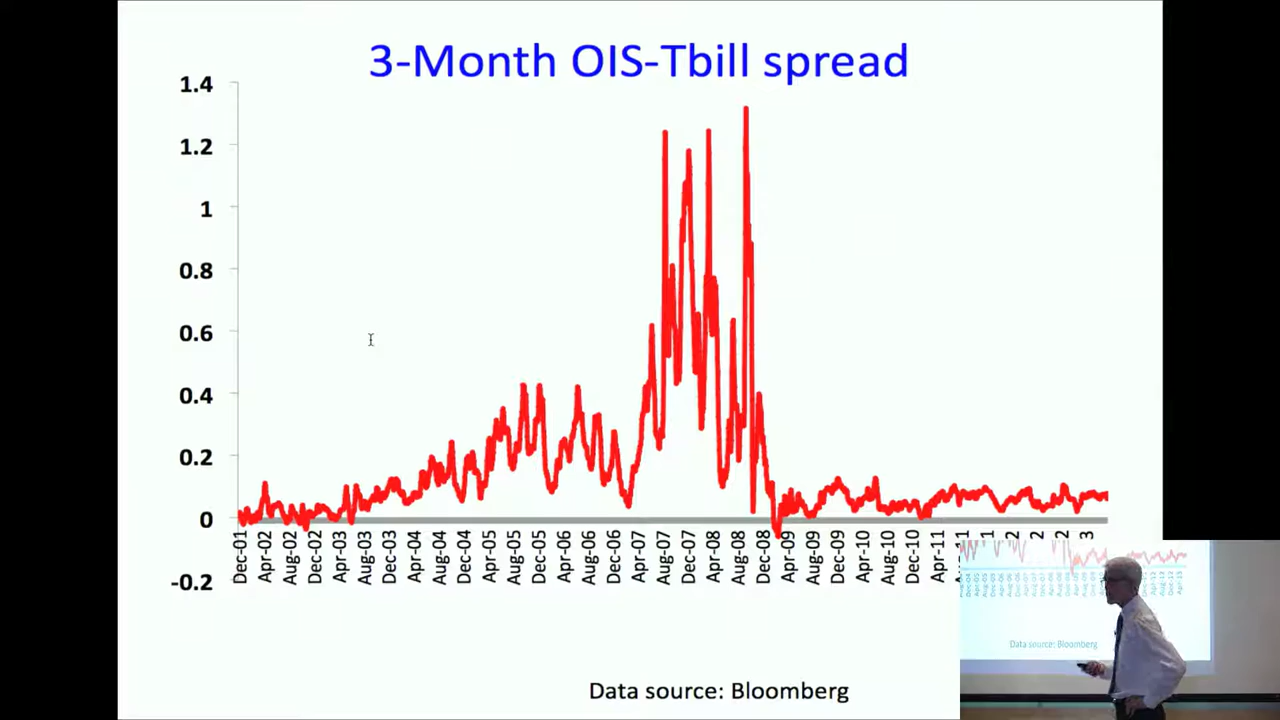 3-Month OIS-Tbill spread
1.4
1.2
1
0.8
0.6
0.4
0.2
0
-0.2
Dec-01
Apr-02
Aug-02
Dec-02
Apr-03
Aug-03
Dec-03
Apr-04
Aug-04
Dec-04
Apr-05
Aug-05
Dec-05
Apr-06
Aug-06
Dec-06
Apr-07
Aug-07
Dec-07
Apr-08
Aug-08
Dec-08
Apr-09
Aug-09
Dec-09
Apr-10
Aug-10
Dec-10
Apr-11
Data source: Bloomberg
Data source: Bloomberg